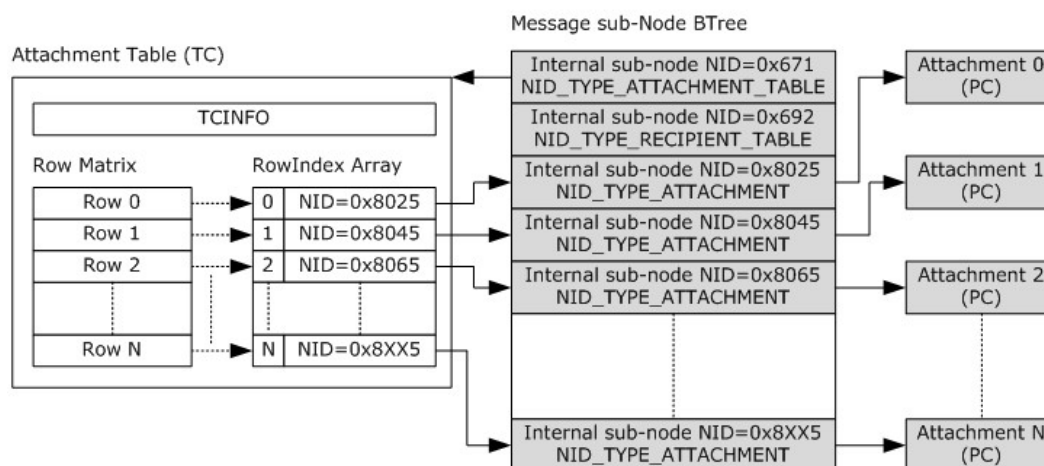 Message sub-Node BTree
Attachment Table (TC)
TCINFO
Row Matrix
RowIndex Array
Row 0
0
NID=0x8025
Row 1
1
NID=0x8045
Row 2
2
NID=0x8065
Row N
N
NID=0x8XX5
Internal sub-node NID=0x671
NID_TYPE_ATTACHMENT_TABLE
Internal sub-node NID=0x692
NID_TYPE_RECIPIENT_TABLE
Internal sub-node NID=0x8025
NID_TYPE_ATTACHMENT
Internal sub-node NID=0x8045
NID_TYPE_ATTACHMENT
Internal sub-node NID=0x8065
NID_TYPE_ATTACHMENT
Internal sub-node NID=0x8XX5
NID_TYPE_ATTACHMENT
Attachment 0
(PC)
Attachment 1
(PC)
Attachment 2
(PC)
Attachment N
(PC)